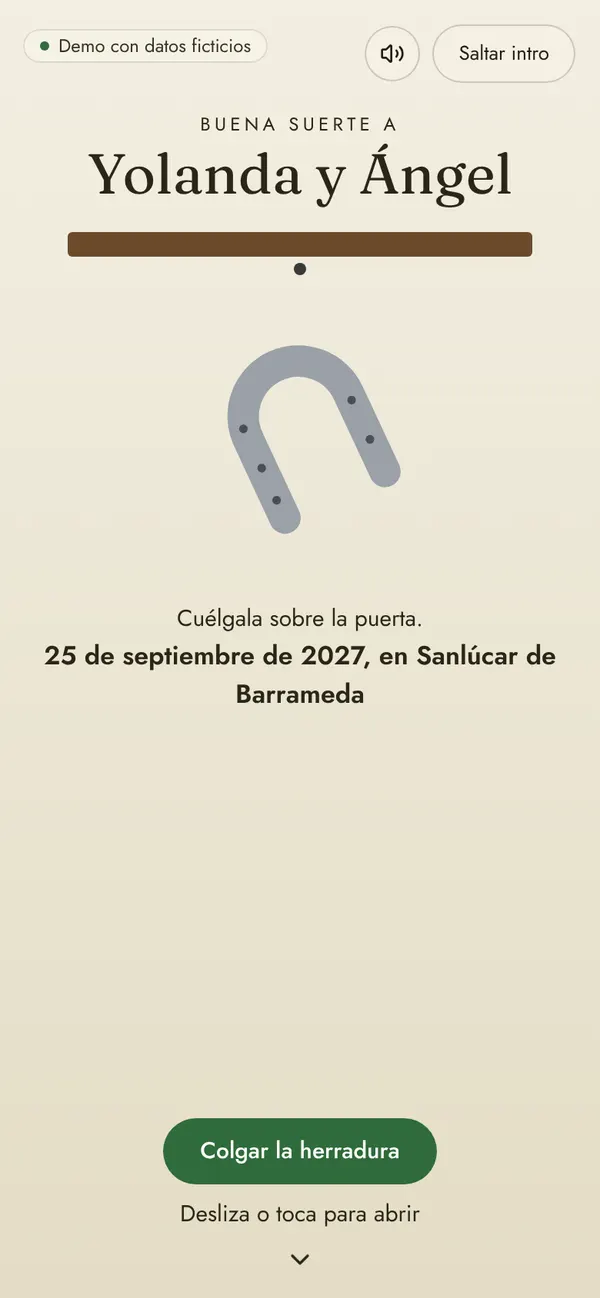 Demo con datos ficticios
Saltar intro
BUENA SUERTE A
Yolanda y Ángel
Cuélgala sobre la puerta.
25 de septiembre de 2027, en Sanlúcar de
Barrameda
Colgar la herradura
Desliza o toca para abrir